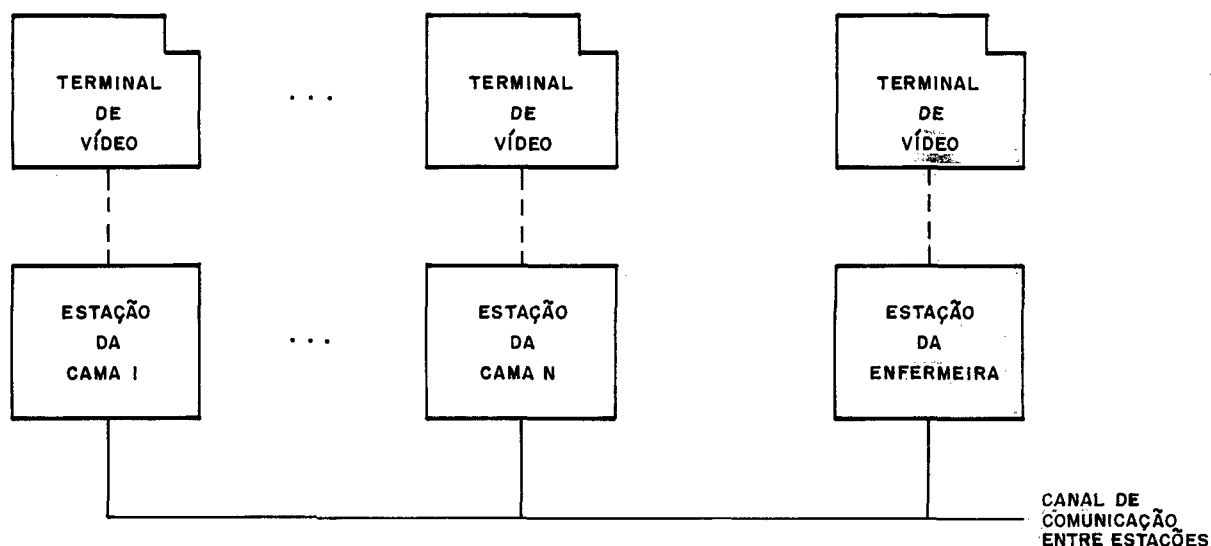 TERMINAL
DE
VÍDEO
. . .
TERMINAL
DE
VÍDEO
TERMINAL
DE
VÍDEO
ESTAÇÃO
DA
CAMA 1
. . .
ESTAÇÃO
DA
CAMA N
ESTAÇÃO
DA
ENFERMEIRA
CANAL DE
COMUNICAÇÃO
ENTRE ESTAÇÕES